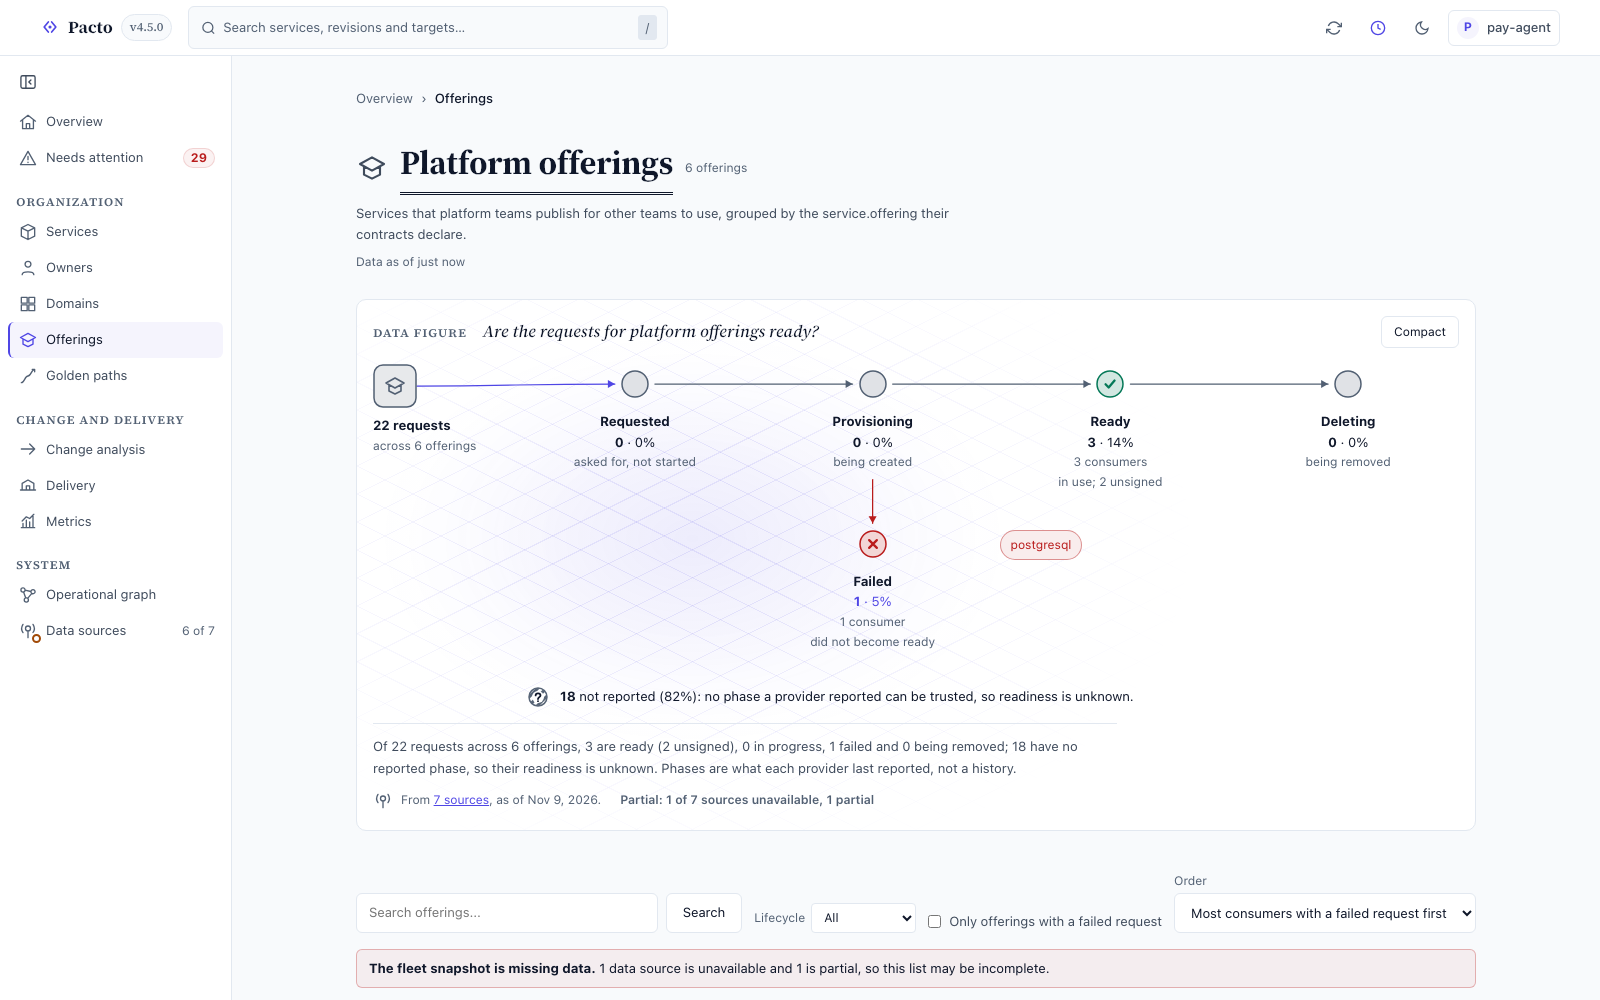 Pacto v4.5.0
Search services, revisions and targets... /
P pay-agent
Overview
Needs attention 29
ORGANIZATION
Services
Owners
Domains
Offerings
Golden paths
CHANGE AND DELIVERY
Change analysis
Delivery
Metrics
SYSTEM
Operational graph
Data sources 6 of 7
Overview › Offerings
Platform offerings 6 offerings
Services that platform teams publish for other teams to use, grouped by the service.offering their
contracts declare.
Data as of just now
DATA FIGURE Are the requests for platform offerings ready?
Compact
22 requests
across 6 offerings
Requested
0 · 0%
asked for, not started
Provisioning
0 · 0%
being created
Ready
3 · 14%
3 consumers
in use; 2 unsigned
Deleting
0 · 0%
being removed
postgresql
Failed
1 · 5%
1 consumer
did not become ready
? 18 not reported (82%): no phase a provider reported can be trusted, so readiness is unknown.
Of 22 requests across 6 offerings, 3 are ready (2 unsigned), 0 in progress, 1 failed and 0 being removed; 18 have no
reported phase, so their readiness is unknown. Phases are what each provider last reported, not a history.
From 7 sources, as of Nov 9, 2026. Partial: 1 of 7 sources unavailable, 1 partial
Order
Search offerings... Search Lifecycle All Only offerings with a failed request Most consumers with a failed request first
The fleet snapshot is missing data. 1 data source is unavailable and 1 is partial, so this list may be incomplete.